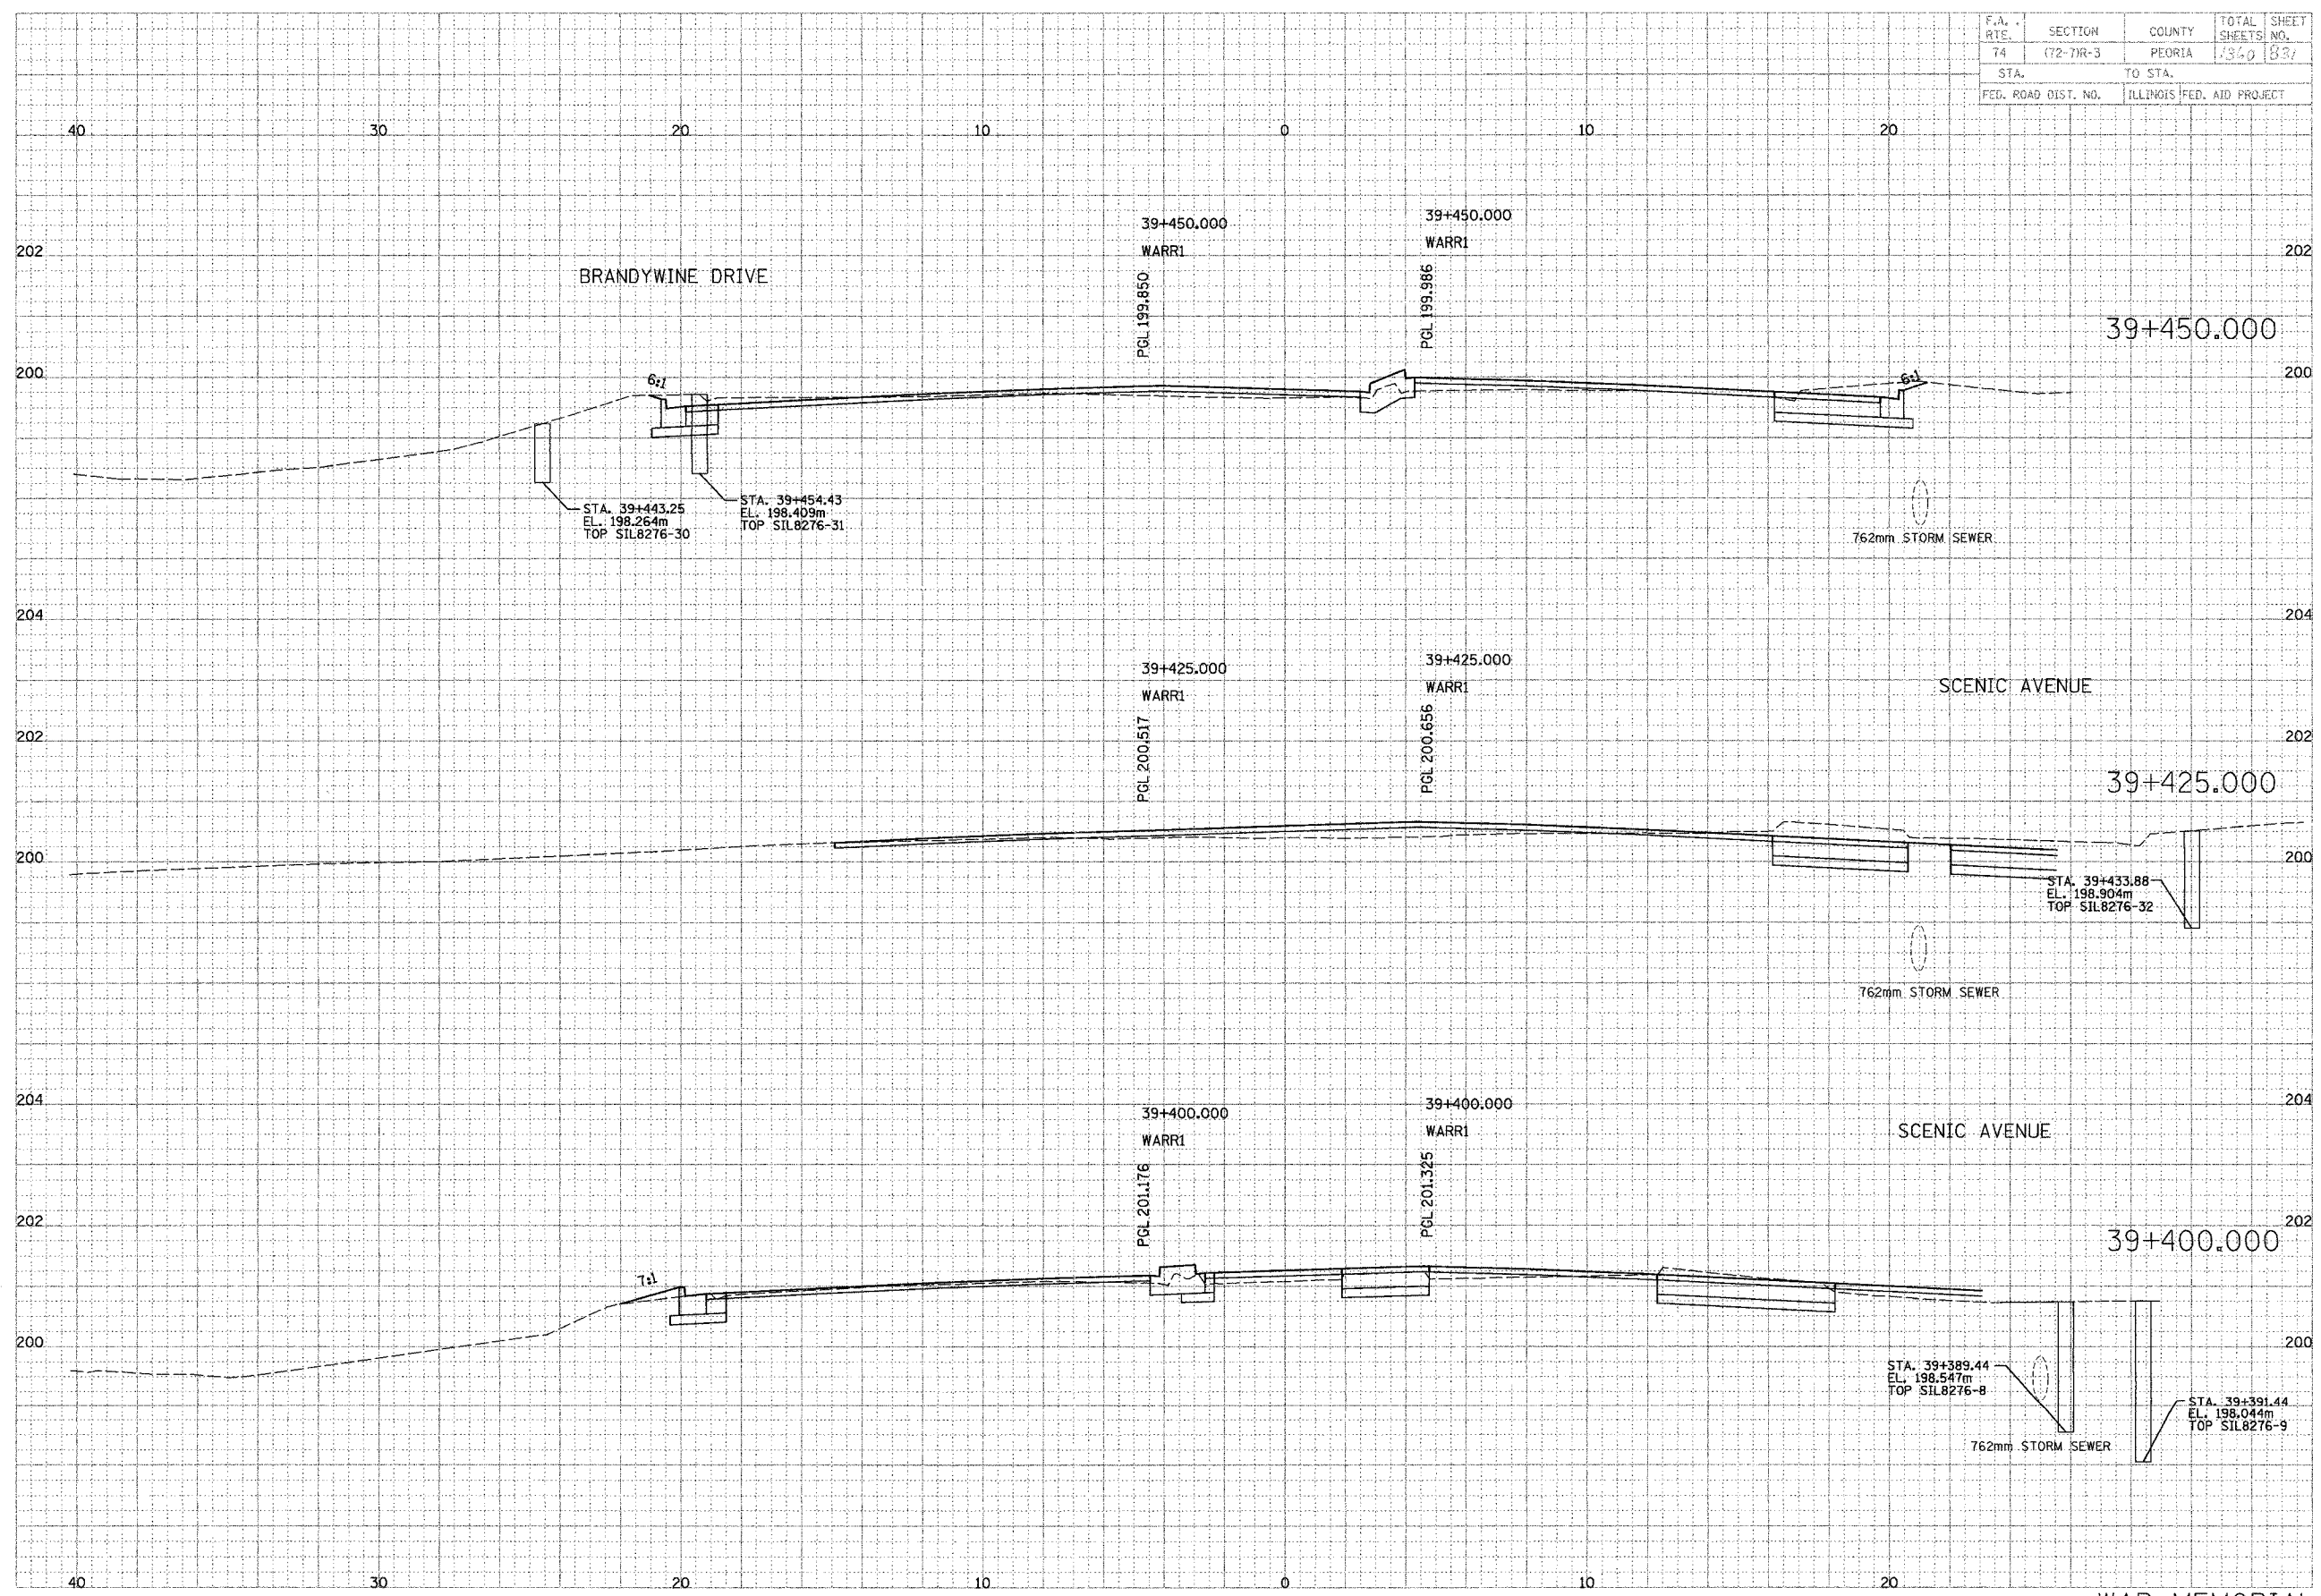 F.A. RTE. SECTION COUNTY TOTAL SHEETS SHEET NO.
74 (72-7)R-3 PEORIA 1360 831
STA. TO STA.
FED. ROAD DIST. NO. ILLINOIS FED. AID PROJECT
40 30 20 10 0 10 20
39+450.000 39+450.000
WARR1 WARR1
202 202
BRANDYWINE DRIVE
PGL 199.850
PGL 199.986
39+450.000
200 200
6:1 6:1
STA. 39+443.25
EL. 198.264m
TOP SIL8276-30
STA. 39+454.43
EL. 198.409m
TOP SIL8276-31
762mm STORM SEWER
204 204
39+425.000 39+425.000
WARR1 WARR1
SCENIC AVENUE
202 202
PGL 200.517
PGL 200.656
39+425.000
200 200
STA. 39+433.88
EL. 198.904m
TOP SIL8276-32
762mm STORM SEWER
204 204
39+400.000 39+400.000
WARR1 WARR1
SCENIC AVENUE
PGL 201.176
PGL 201.325
202 202
39+400.000
7:1
200 200
STA. 39+389.44
EL. 198.547m
TOP SIL8276-8
STA. 39+391.44
EL. 198.044m
TOP SIL8276-9
762mm STORM SEWER
40 30 20 10 0 10 20
WAR MEMORIAL